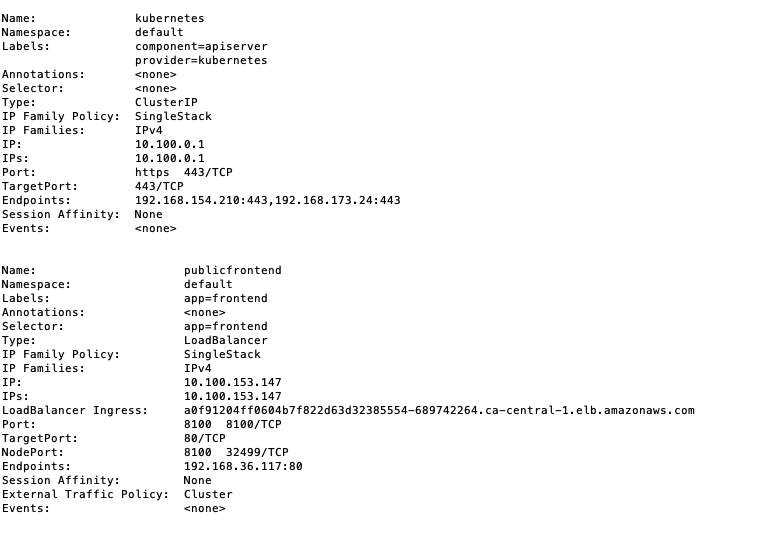 Name:              kubernetes
Namespace:         default
Labels:            component=apiserver
                   provider=kubernetes
Annotations:       <none>
Selector:          <none>
Type:              ClusterIP
IP Family Policy:  SingleStack
IP Families:       IPv4
IP:                10.100.0.1
IPs:               10.100.0.1
Port:              https  443/TCP
TargetPort:        443/TCP
Endpoints:         192.168.154.210:443,192.168.173.24:443
Session Affinity:  None
Events:            <none>

Name:                     publicfrontend
Namespace:                default
Labels:                   app=frontend
Annotations:              <none>
Selector:                 app=frontend
Type:                     LoadBalancer
IP Family Policy:         SingleStack
IP Families:              IPv4
IP:                       10.100.153.147
IPs:                      10.100.153.147
LoadBalancer Ingress:     a0f91204ff0604b7f822d63d32385554-689742264.ca-central-1.elb.amazonaws.com
Port:                     8100  8100/TCP
TargetPort:               80/TCP
NodePort:                 8100  32499/TCP
Endpoints:                192.168.36.117:80
Session Affinity:         None
External Traffic Policy:  Cluster
Events:                   <none>